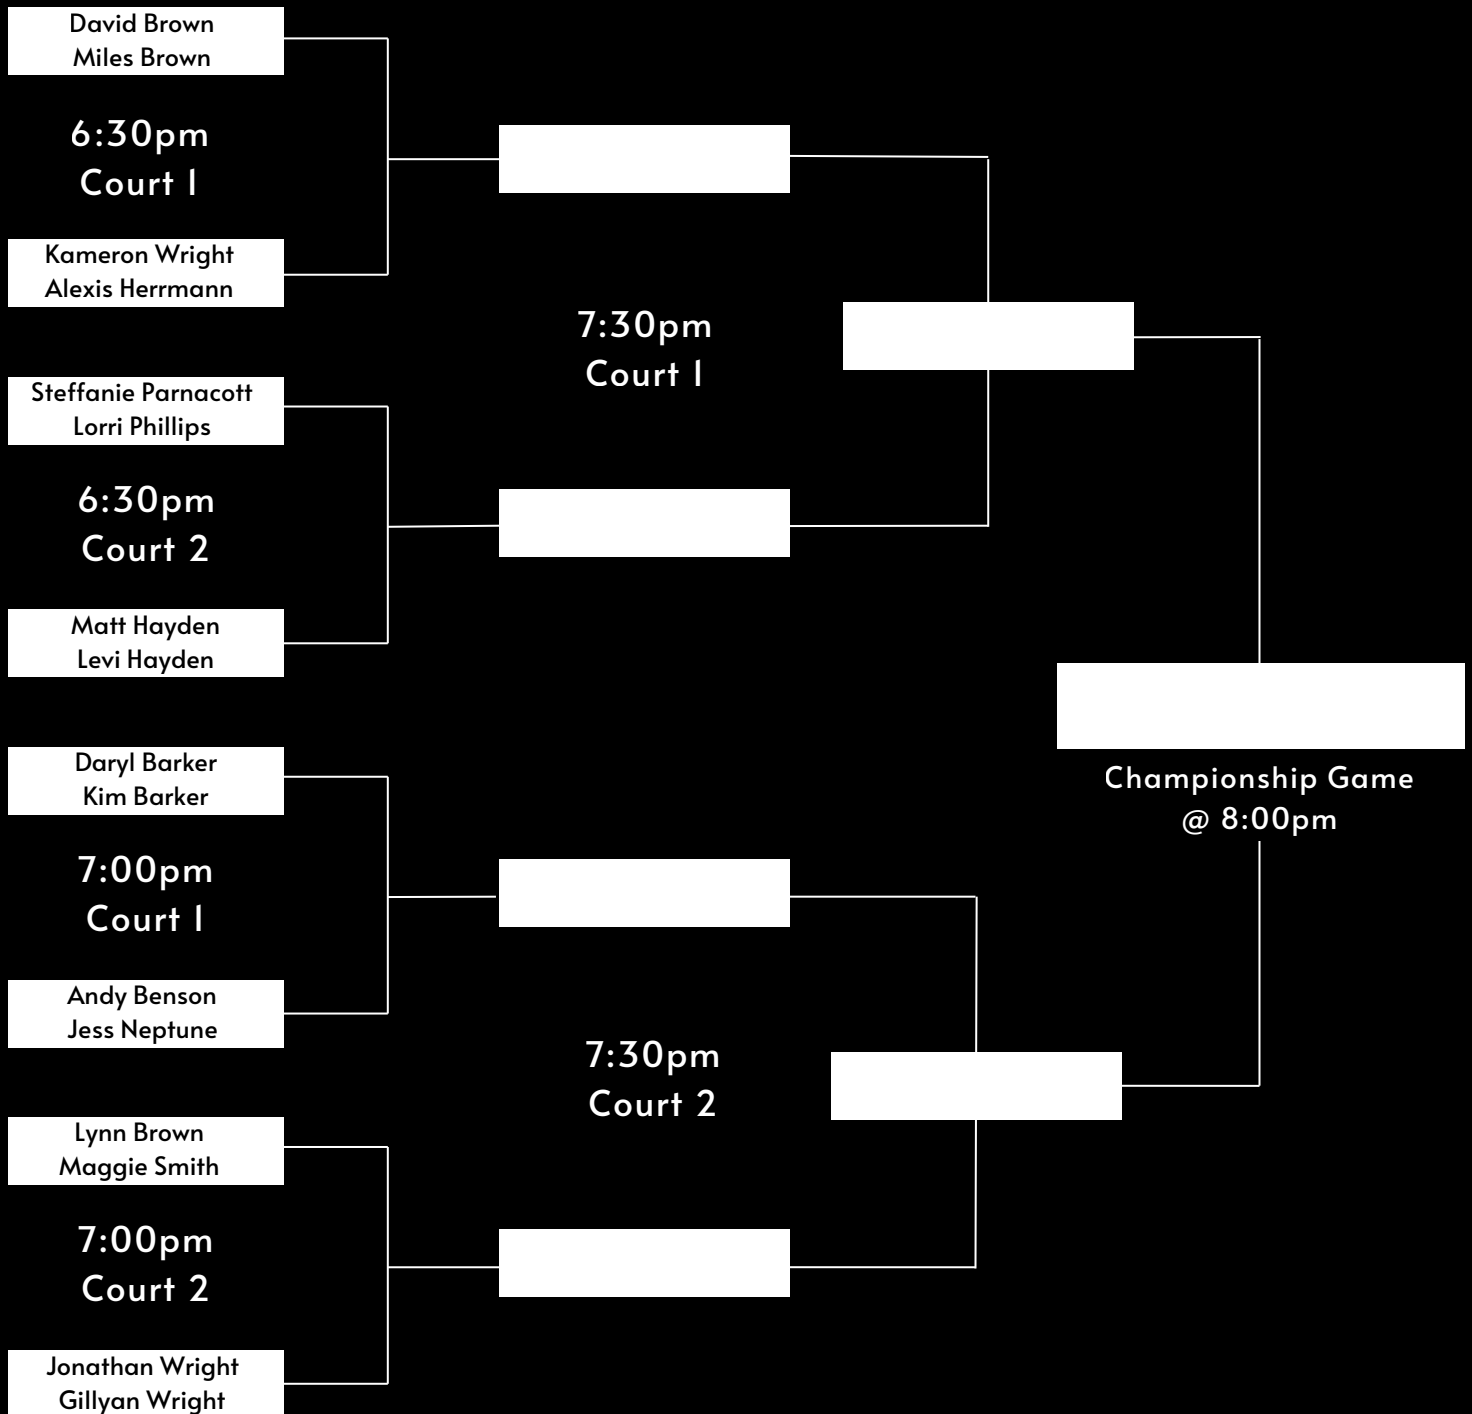 David Brown
Miles Brown
6:30pm
Court 1
Kameron Wright
Alexis Herrmann
7:30pm
Court 1
Steffanie Parnacott
Lorri Phillips
6:30pm
Court 2
Matt Hayden
Levi Hayden
Daryl Barker
Kim Barker
Championship Game
@ 8:00pm
7:00pm
Court 1
Andy Benson
Jess Neptune
7:30pm
Court 2
Lynn Brown
Maggie Smith
7:00pm
Court 2
Jonathan Wright
Gillyan Wright